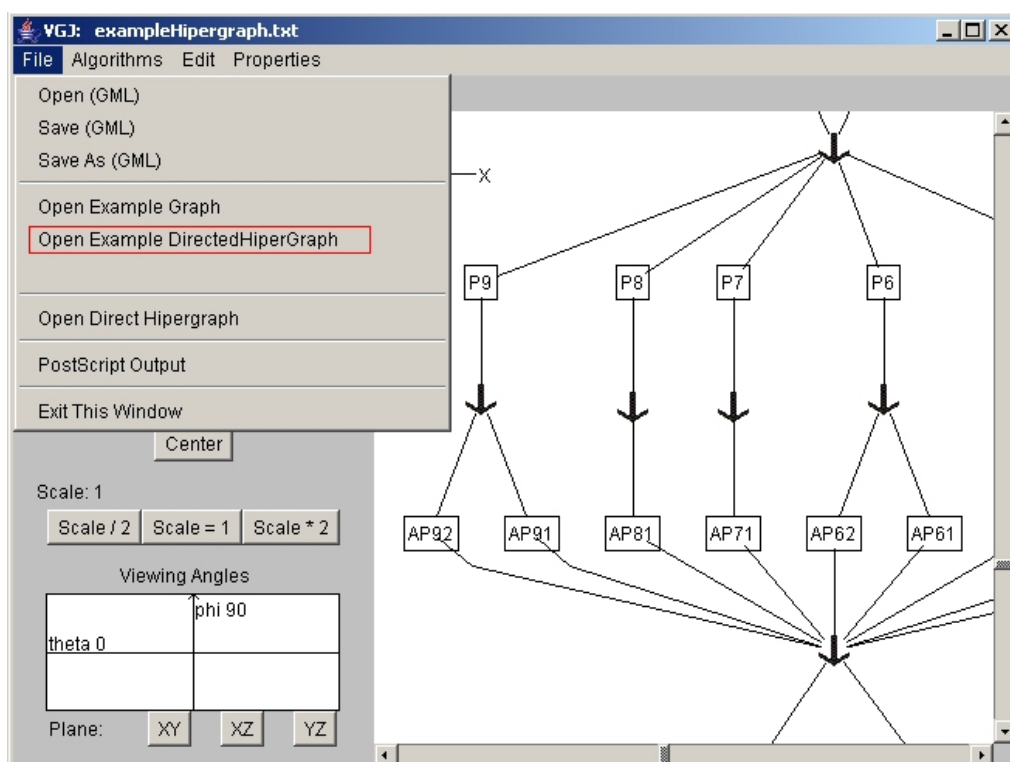 VGJ: exampleHipergraph.txt
File Algorithms Edit Properties
Open (GML)
Save (GML)
Save As (GML)
Open Example Graph
Open Example DirectedHiperGraph
Open Direct Hipergraph
PostScript Output
Exit This Window
Center
Scale: 1
Scale / 2 Scale = 1 Scale * 2
Viewing Angles
phi 90
theta 0
Plane: XY XZ YZ
X
P9 P8 P7 P6
AP92 AP91 AP81 AP71 AP62 AP61